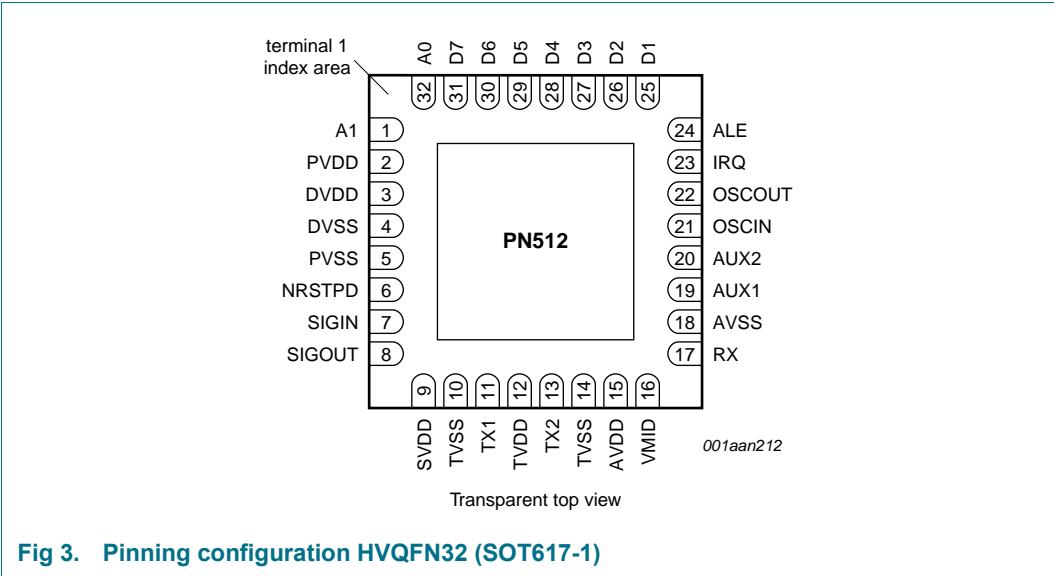 terminal 1
index area
A0 D7 D6 D5 D4 D3 D2 D1
32 31 30 29 28 27 26 25
A1 1 24 ALE
PVDD 2 23 IRQ
DVDD 3 22 OSCOUT
DVSS 4 21 OSCIN
PVSS 5 20 AUX2
NRSTPD 6 19 AUX1
SIGIN 7 18 AVSS
SIGOUT 8 17 RX
PN512
9 10 11 12 13 14 15 16
SVDD TVSS TX1 TVDD TX2 TVSS AVDD VMID
001aan212
Transparent top view
Fig 3. Pinning configuration HVQFN32 (SOT617-1)